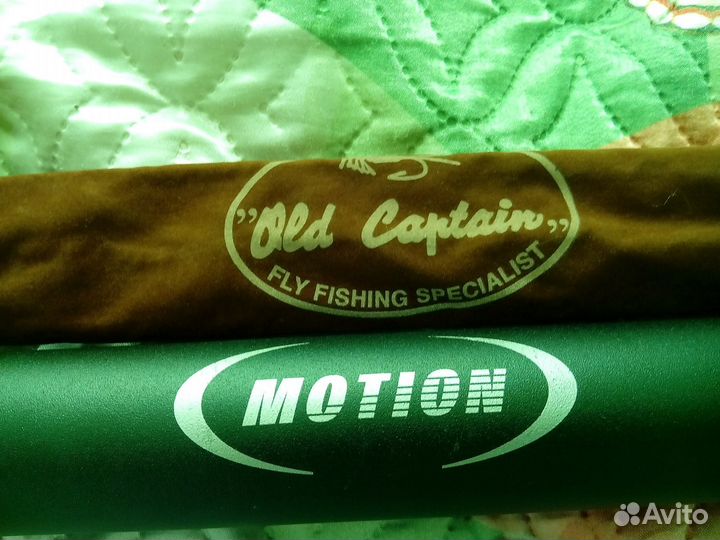 "Old Captain"
FLY FISHING SPECIALIST
MOTION
Avito